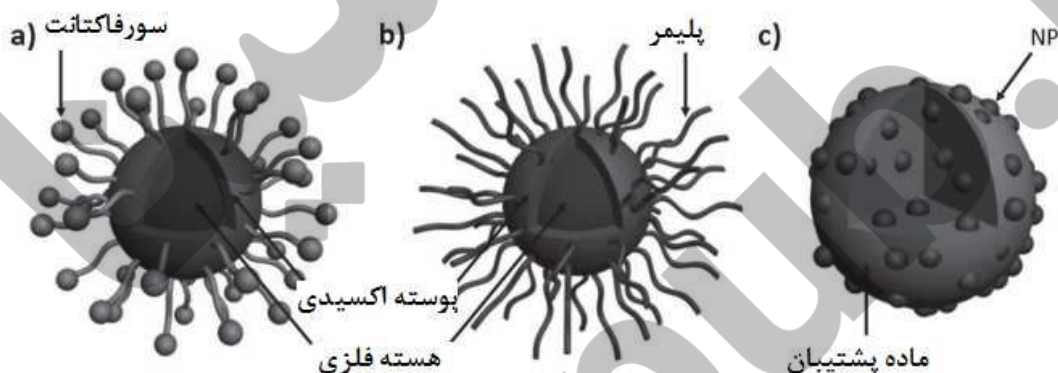 a) سورفاکتانت
b) پلیمر
c) NP
پوسته اکسیدی
هسته فلزی
ماده پشتیبان